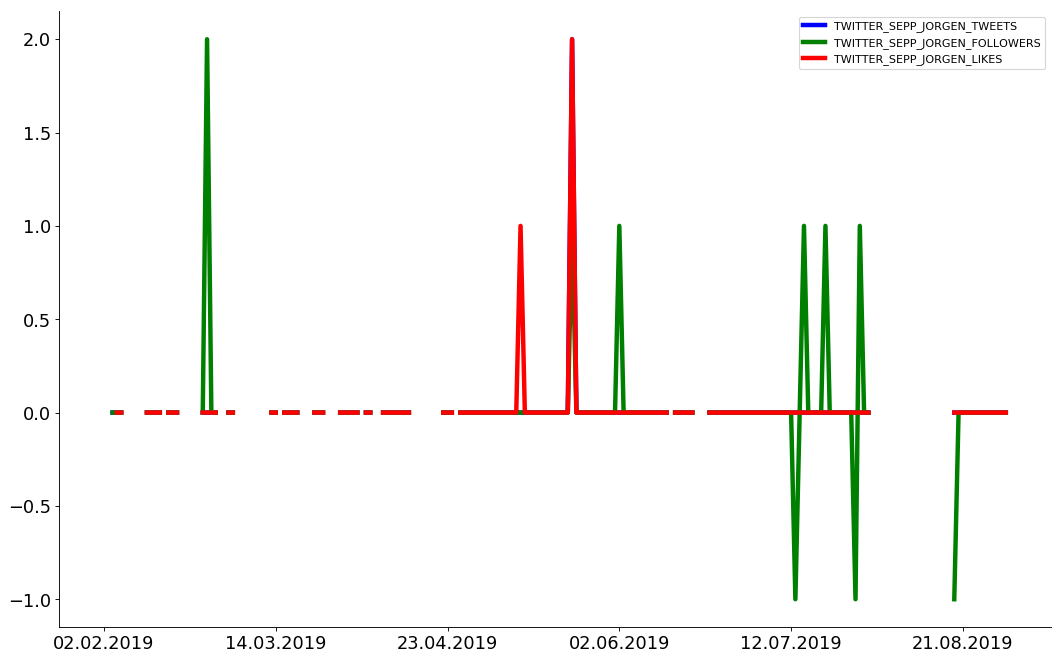 TWITTER_SEPP_JORGEN_TWEETS
TWITTER_SEPP_JORGEN_FOLLOWERS
TWITTER_SEPP_JORGEN_LIKES
2.0
1.5
1.0
0.5
0.0
−0.5
−1.0
02.02.2019 14.03.2019 23.04.2019 02.06.2019 12.07.2019 21.08.2019